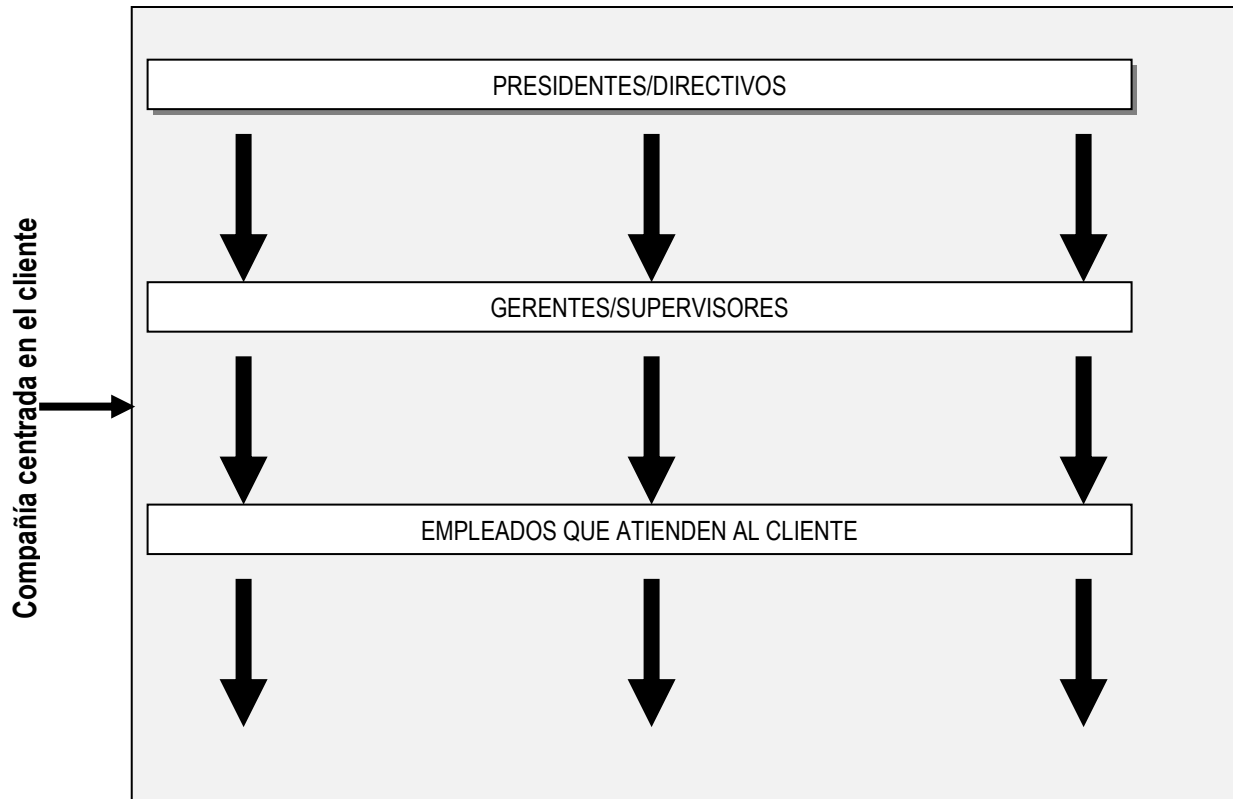 PRESIDENTES/DIRECTIVOS
GERENTES/SUPERVISORES
Compañía centrada en el cliente
EMPLEADOS QUE ATIENDEN AL CLIENTE